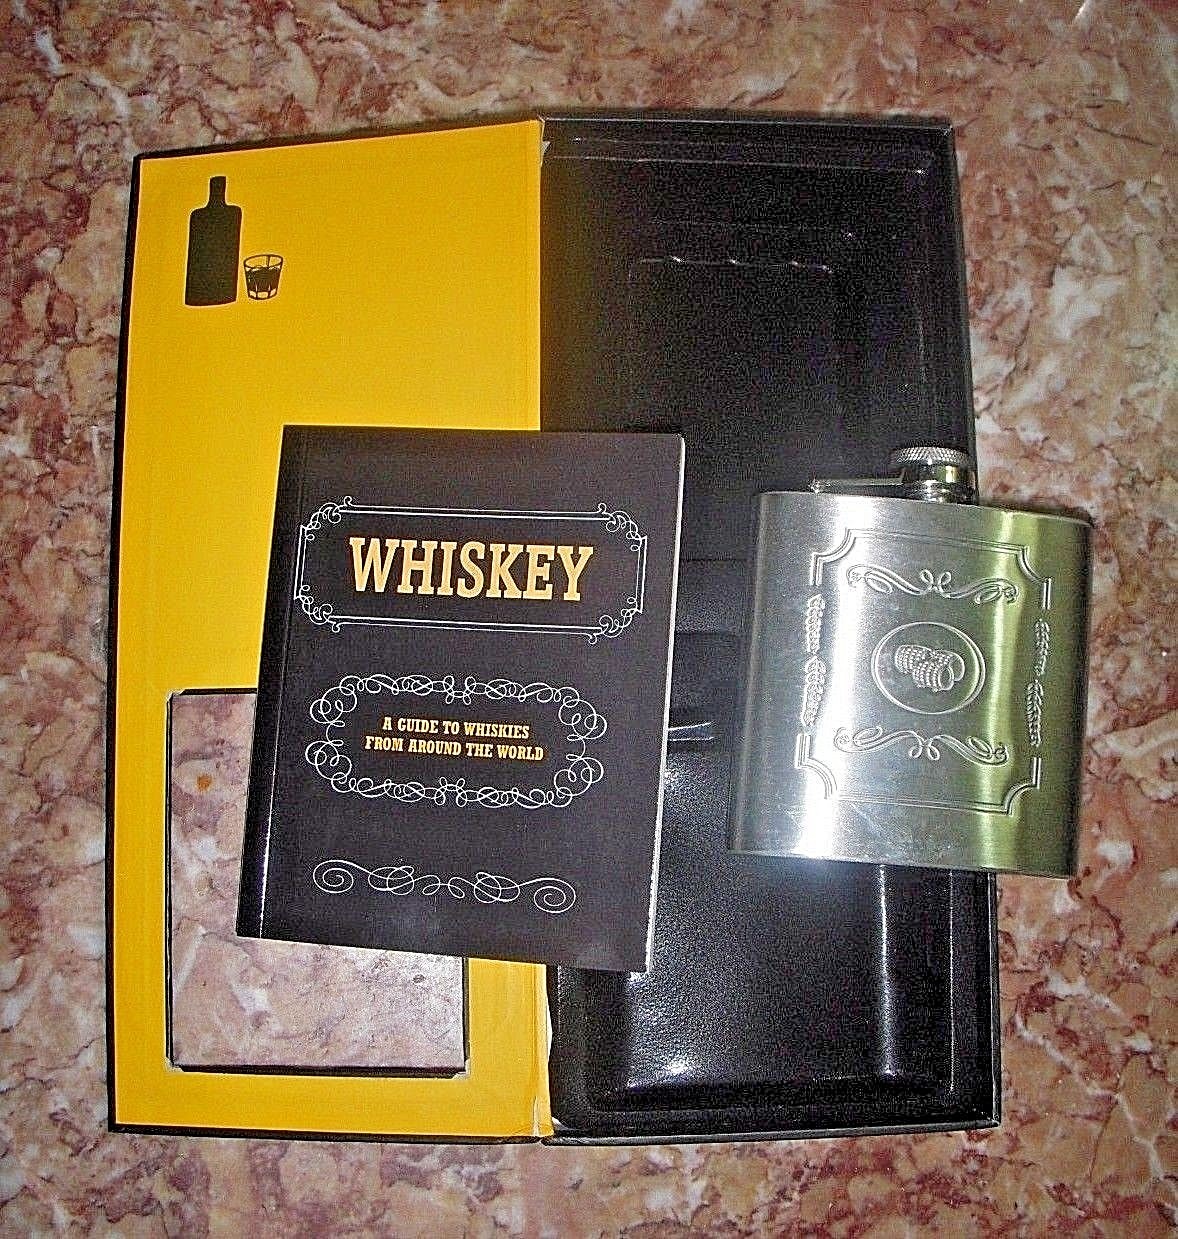 WHISKEY
A GUIDE TO WHISKIES
FROM AROUND THE WORLD